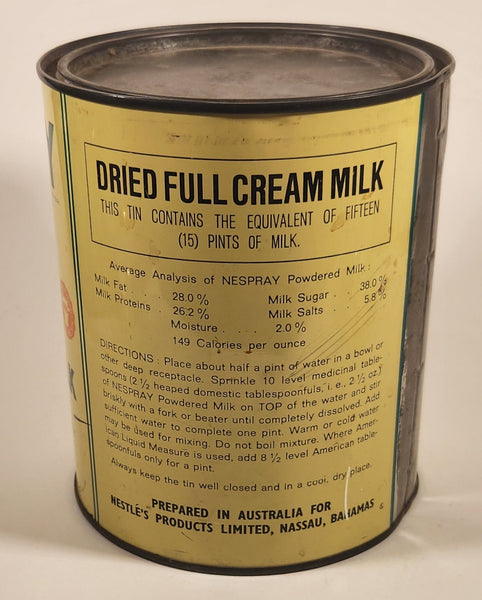 DRIED FULL CREAM MILK
THIS TIN CONTAINS THE EQUIVALENT OF FIFTEEN
(15) PINTS OF MILK.
Average Analysis of NESPRAY Powdered Milk :
Milk Fat . . 28.0 % Milk Sugar . . 38.0 %
Milk Proteins . 26.2 % Milk Salts . . 5.8 %
Moisture . . . 2.0 %
149 Calories per ounce
DIRECTIONS : Place about half a pint of water in a bowl or
other deep receptacle. Sprinkle 10 level medicinal table-
spoons (2 ½ heaped domestic tablespoonfuls, i.e., 2 ½ oz.)
of NESPRAY Powdered Milk on TOP of the water and stir
briskly with a fork or beater until completely dissolved. Add
sufficient water to complete one pint. Warm or cold water
may be used for mixing. Do not boil mixture. Where Amer-
ican Liquid Measure is used, add 8 ½ level American table-
spoonfuls only for a pint.
Always keep the tin well closed and in a cool, dry place.
PREPARED IN AUSTRALIA FOR
NESTLÉ'S PRODUCTS LIMITED, NASSAU, BAHAMAS
Y
K